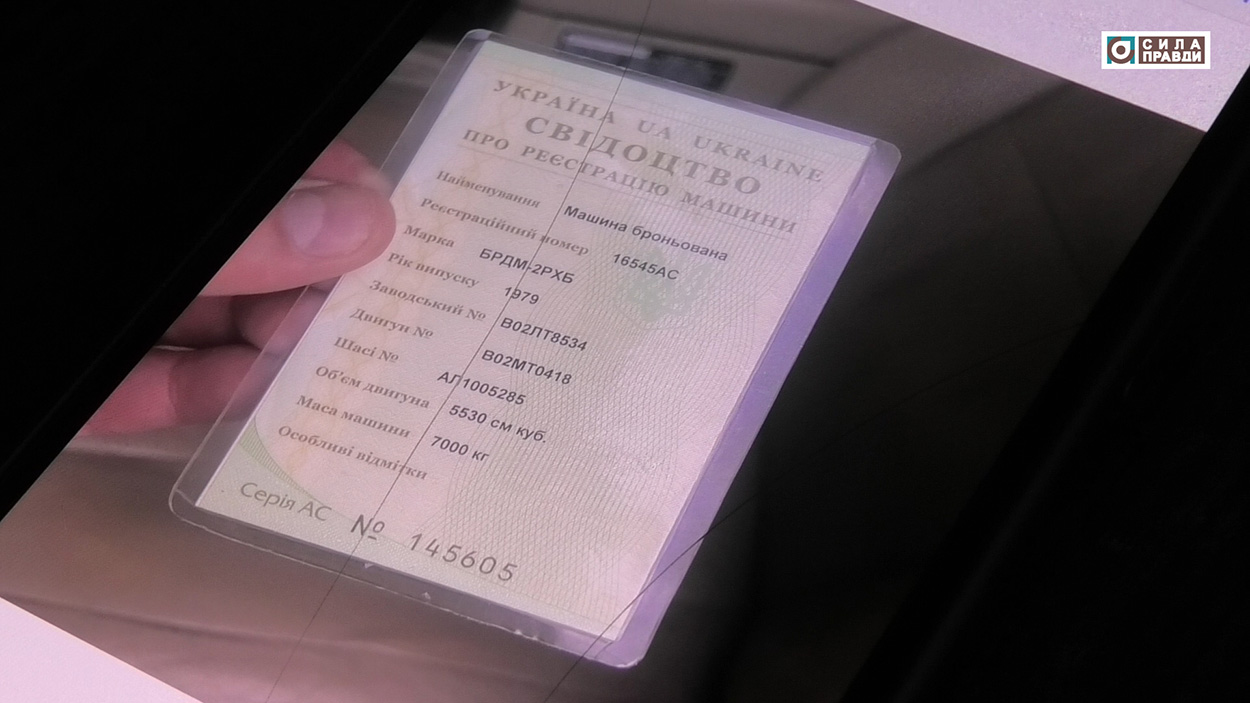 СИЛА
ПРАВДИ
УКРАЇНА UA UKRAINE
СВІДОЦТВО
ПРО РЕЄСТРАЦІЮ МАШИНИ
Найменування Машина броньована
Реєстраційний номер 16545АС
Марка БРДМ-2РХБ
Рік випуску 1979
Заводський № В02ЛТ8534
Двигун № В02МТ0418
Шасі № АЛ1005285
Об'єм двигуна 5530 см куб.
Маса машини 7000 кг
Особливі відмітки
Серія АС № 145605